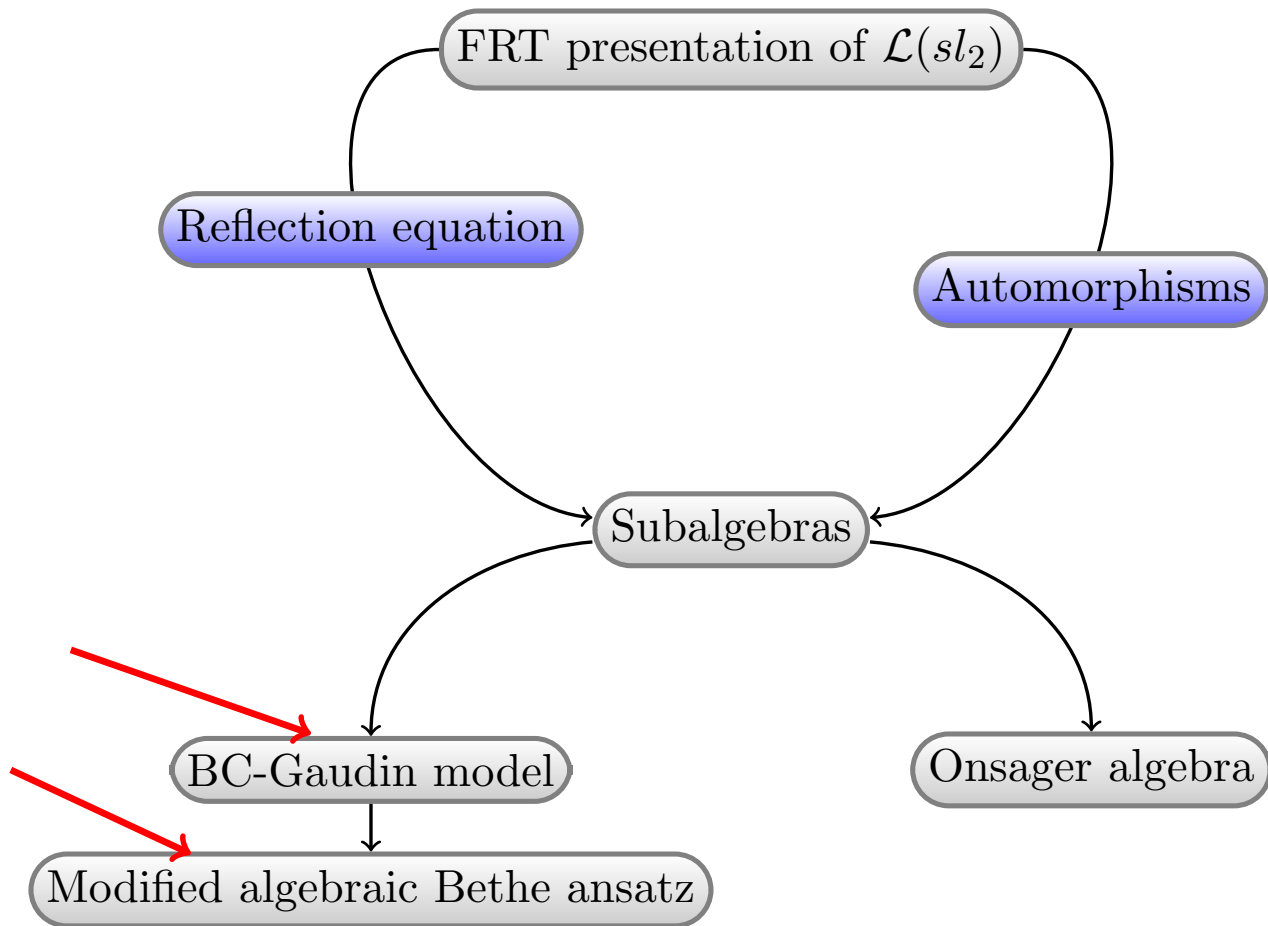 FRT presentation of 𝓛(sl₂)
Reflection equation
Automorphisms
Subalgebras
BC-Gaudin model
Onsager algebra
Modified algebraic Bethe ansatz